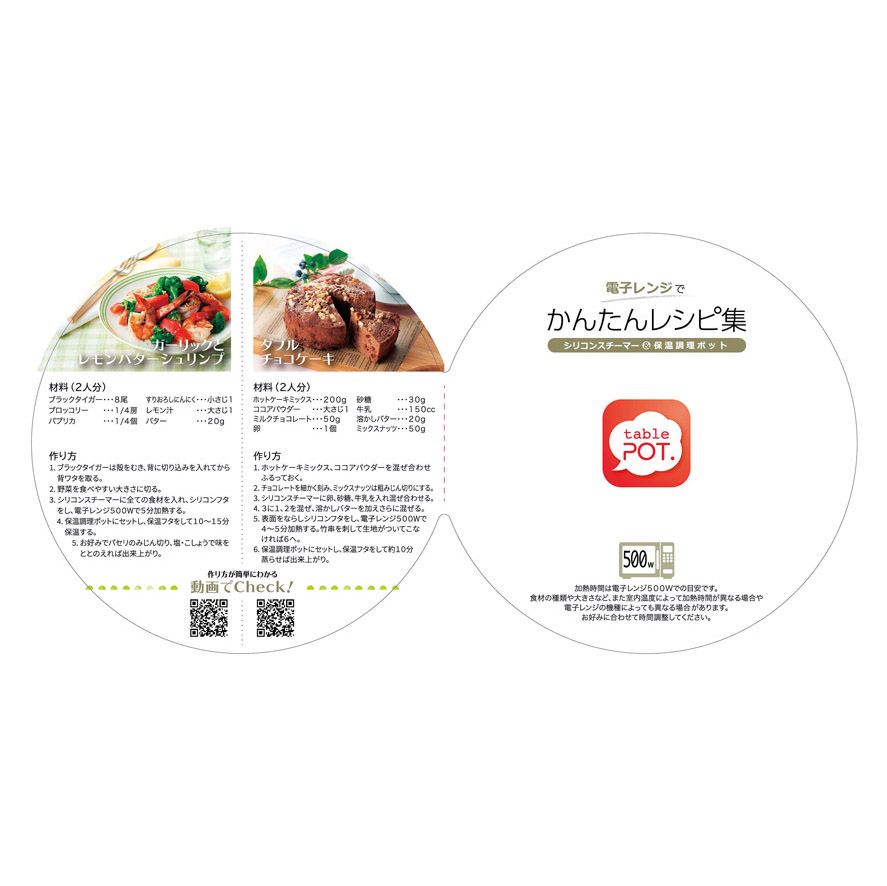 ガーリックと
レモンバターシュリンプ
材料（2人分）
ブラックタイガー･･･8尾 すりおろしにんにく･･･小さじ1
ブロッコリー ･･･1/4房 レモン汁 ･･･大さじ1
パプリカ ･･･1/4個 バター ･･･20g
作り方
1. ブラックタイガーは殻をむき、背に切り込みを入れてから
背ワタを取る。
2. 野菜を食べやすい大きさに切る。
3. シリコンスチーマーに全ての食材を入れ、シリコンフタ
をし、電子レンジ500Wで5分加熱する。
4. 保温調理ポットにセットし、保温フタをして10～15分
保温する。
5. お好みでパセリのみじん切り、塩・こしょうで味を
ととのえれば出来上がり。
ダブル
チョコケーキ
材料（2人分）
ホットケーキミックス･･･200g 砂糖 ･･･30g
ココアパウダー ･･･大さじ1 牛乳 ･･･150cc
ミルクチョコレート･･･50g 溶かしバター･･･20g
卵 ･･･1個 ミックスナッツ･･･50g
作り方
1. ホットケーキミックス、ココアパウダーを混ぜ合わせ
ふるっておく。
2. チョコレートを細かく刻み、ミックスナッツは粗みじん切りにする。
3. シリコンスチーマーに卵、砂糖、牛乳を入れ混ぜ合わせる。
4. 3に1、2を混ぜ、溶かしバターを加えさらに混ぜる。
5. 表面をならしシリコンフタをし、電子レンジ500Wで
4～5分加熱する。竹串を刺して生地がついてこな
ければ6へ。
6. 保温調理ポットにセットし、保温フタをして約10分
蒸らせば出来上がり。
作り方が簡単にわかる
動画でCheck!
電子レンジで
かんたんレシピ集
シリコンスチーマー&保温調理ポット
table
POT.
500W
加熱時間は電子レンジ500Wでの目安です。
食材の種類や大きさなど、また室内温度によって加熱時間が異なる場合や
電子レンジの機種によっても異なる場合があります。
お好みに合わせて時間調整してください。